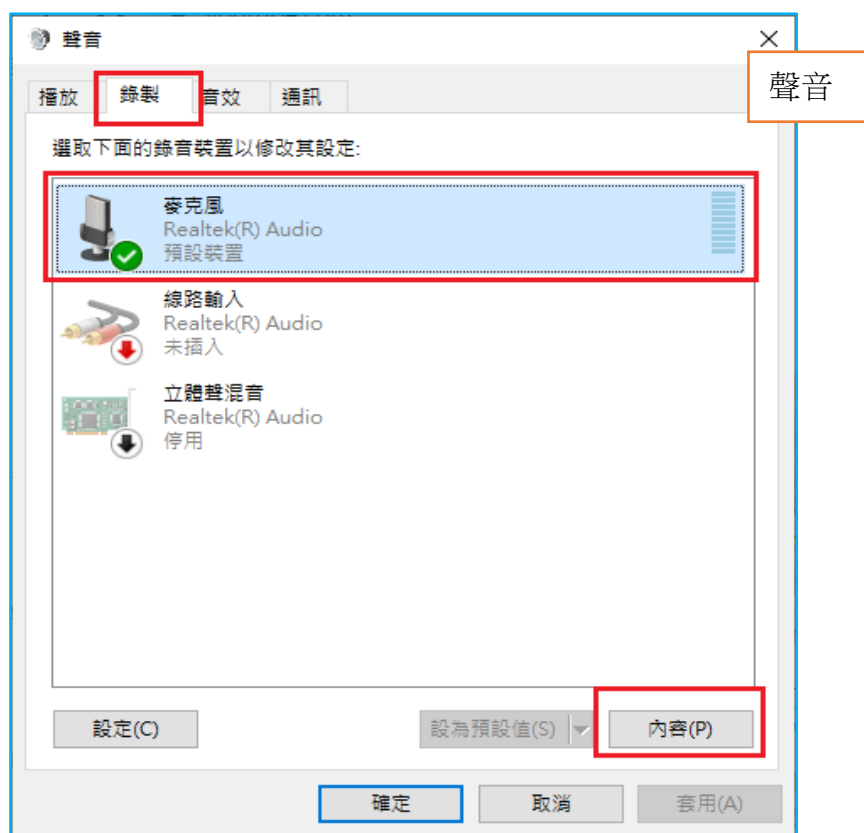 聲音
聲音
播放 錄製 音效 通訊
選取下面的錄音裝置以修改其設定:
麥克風
Realtek(R) Audio
預設裝置
線路輸入
Realtek(R) Audio
未插入
立體聲混音
Realtek(R) Audio
停用
設定(C) 設為預設值(S) 內容(P)
確定 取消 套用(A)